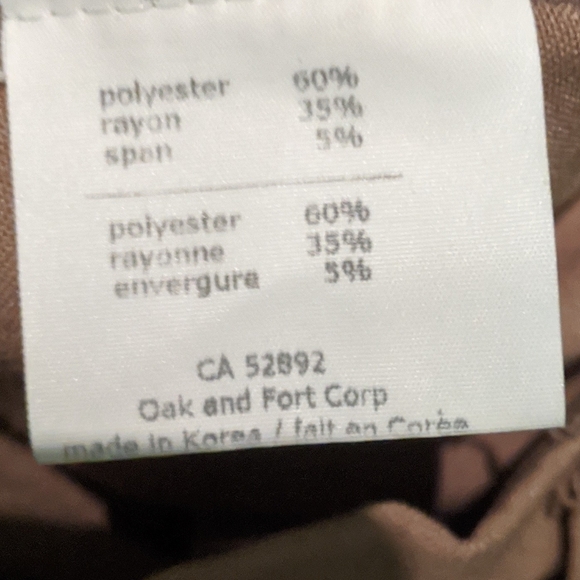 polyester 60%
rayon 35%
span 5%
polyester 60%
rayonne 35%
envergure 5%
CA 52892
Oak and Fort Corp
made in Korea / fait en Corée